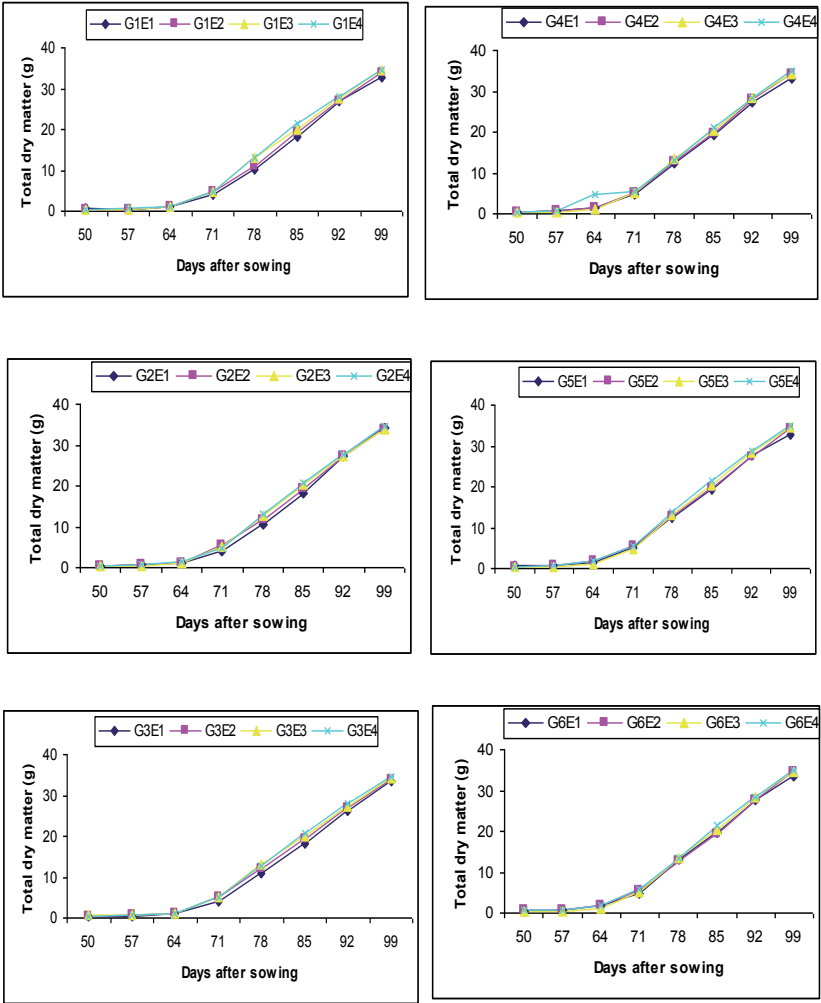 G1E1 G1E2 G1E3 G1E4
Total dry matter (g)
40
30
20
10
0
50 57 64 71 78 85 92 99
Days after sowing
G4E1 G4E2 G4E3 G4E4
Total dry matter (g)
40
30
20
10
0
50 57 64 71 78 85 92 99
Days after sowing
G2E1 G2E2 G2E3 G2E4
Total dry matter (g)
40
30
20
10
0
50 57 64 71 78 85 92 99
Days after sowing
G5E1 G5E2 G5E3 G5E4
Total dry matter (g)
40
30
20
10
0
50 57 64 71 78 85 92 99
Days after sowing
G3E1 G3E2 G3E3 G3E4
Total dry matter (g)
40
30
20
10
0
50 57 64 71 78 85 92 99
Days after sowing
G6E1 G6E2 G6E3 G6E4
Total dry matter (g)
40
30
20
10
0
50 57 64 71 78 85 92 99
Days after sowing